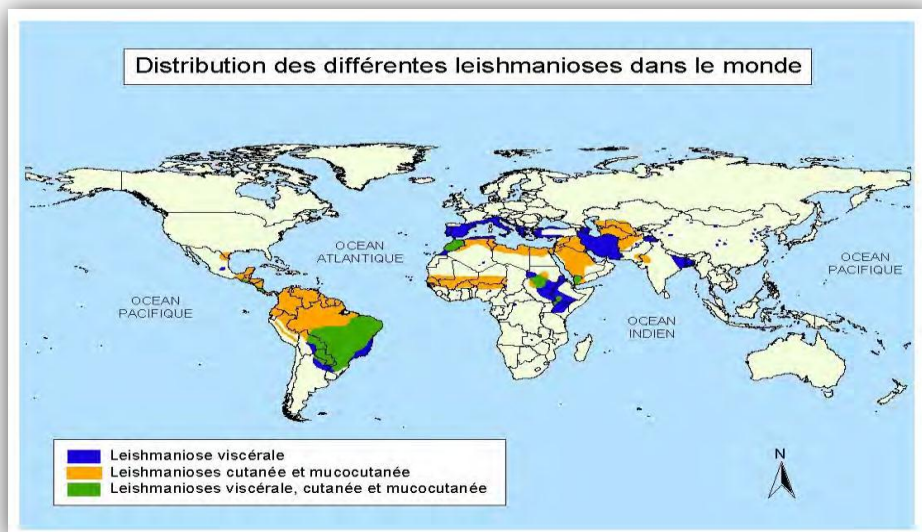 Distribution des différentes leishmanioses dans le monde
OCEAN
ATLANTIQUE
OCEAN
PACIFIQUE
OCEAN
PACIFIQUE
OCEAN
INDIEN
Leishmaniose viscérale
Leishmanioses cutanée et mucocutanée
Leishmanioses viscérale, cutanée et mucocutanée
N